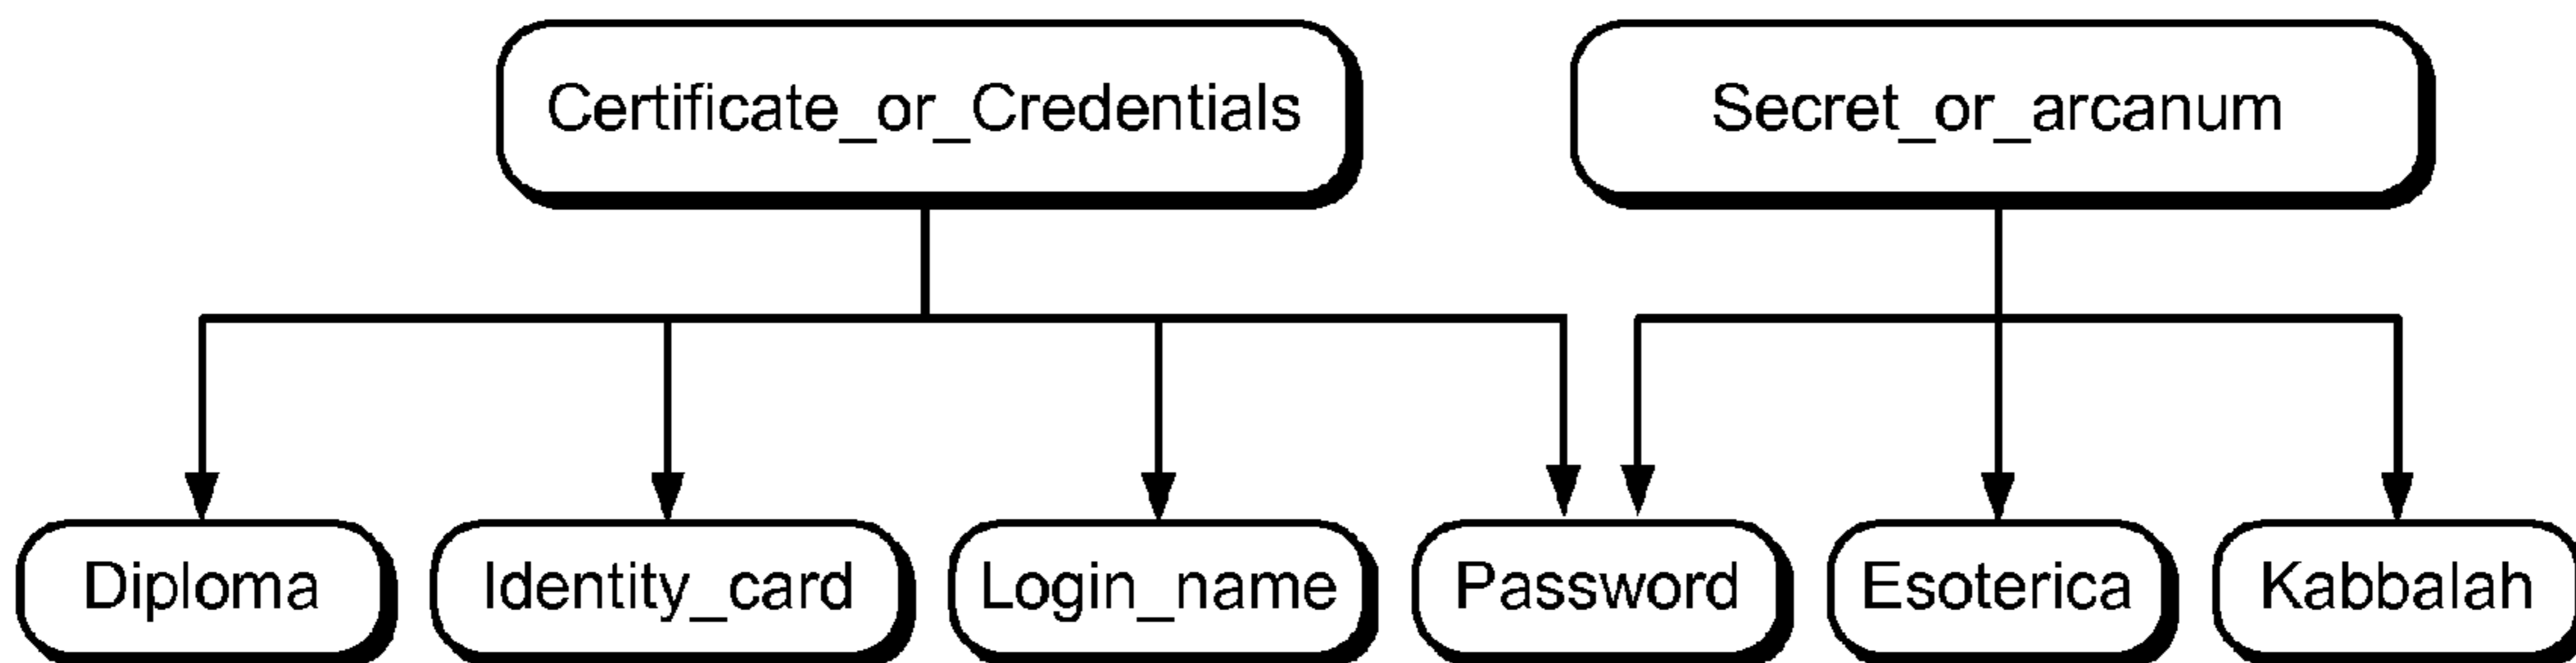 Certificate_or_Credentials
Secret_or_arcanum
Diploma
Identity_card
Login_name
Password
Esoterica
Kabbalah